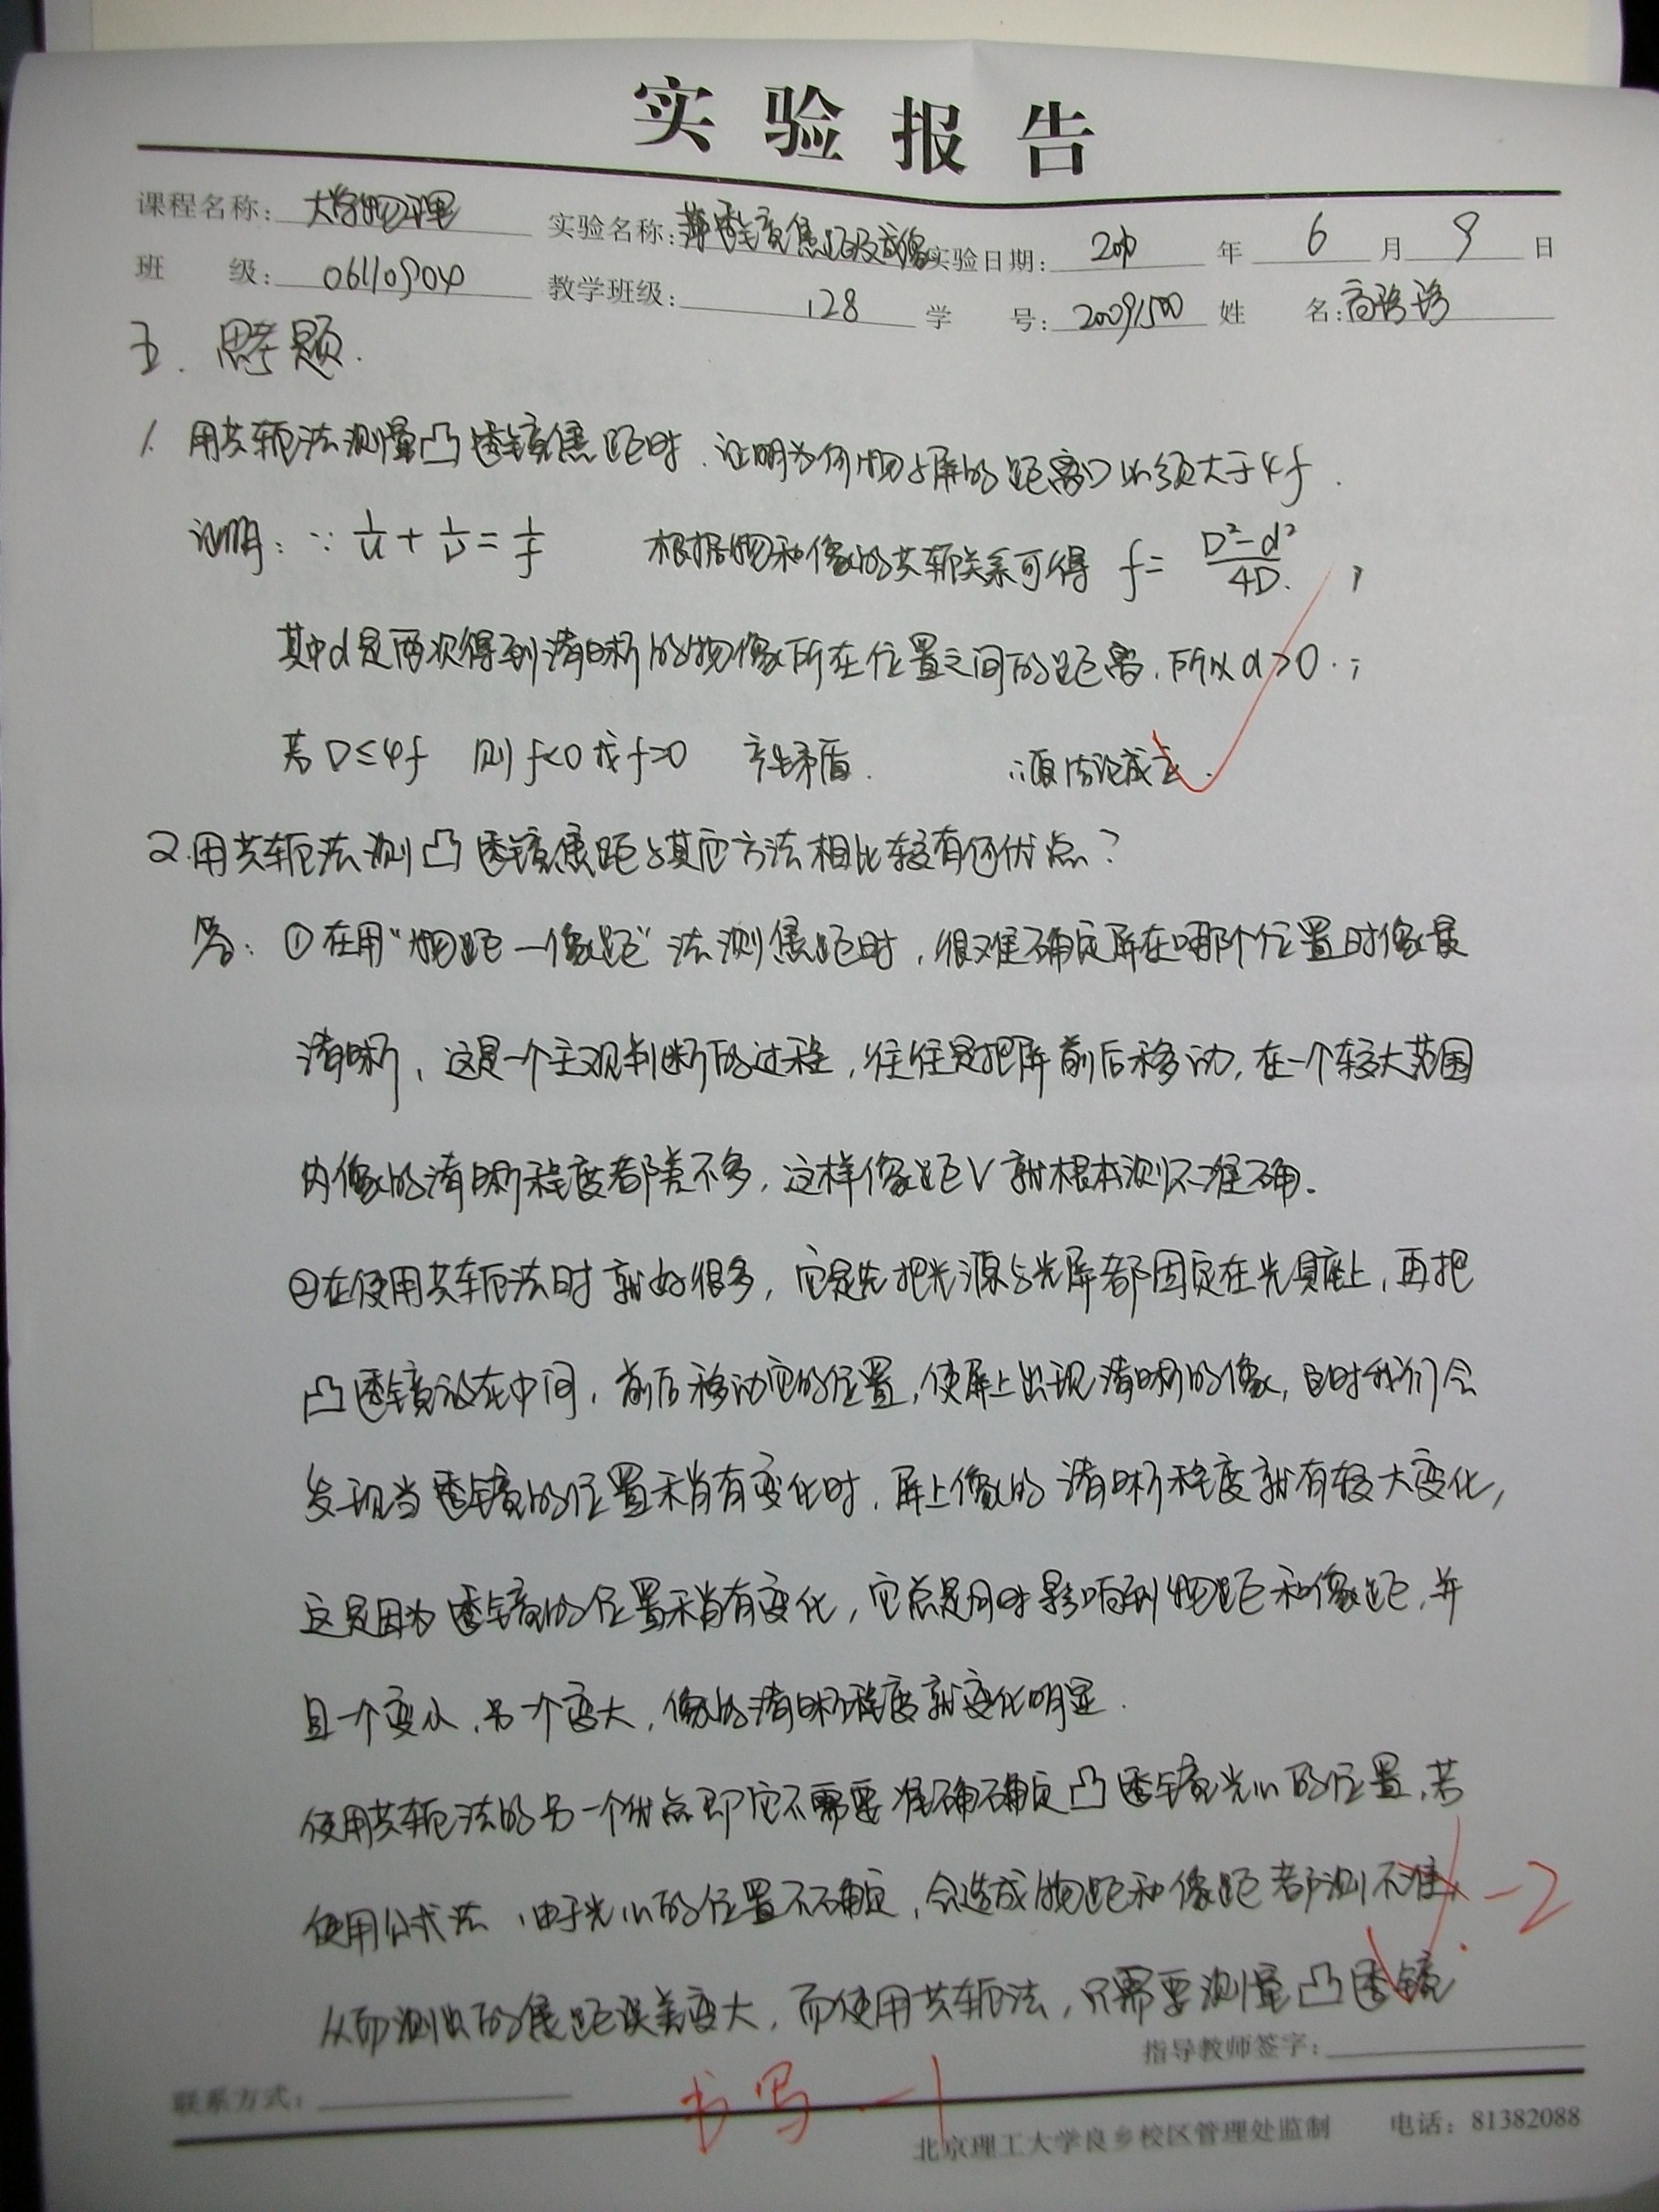 实验报告
课程名称: 大学物理 实验名称: 薄透镜焦距及成像 实验日期: 年 6 月 9 日
班 级: 06110904 教学班级: 128 学 号: 20091500 姓 名:
五. 思考题.
1. 用共轭法测量凸透镜焦距时.证明为何物与屏的距离D必须大于4f.
证明: ∵ 1/u + 1/v = 1/f 根据物和像的共轭关系可得 f = D²-d²/4D. ,
其中d是两次得到清晰的物像所在位置之间的距离.所以d>0.;
若D≤4f 则f<0或f=0 产生矛盾. ∴原结论成立.
2.用共轭法测凸透镜焦距与其它方法相比较有何优点?
答: ①在用"物距—像距"法测焦距时,很难确定屏在哪个位置时像最
清晰,这是一个主观判断的过程,往往是把屏前后移动,在一个较大范围
内像的清晰程度都差不多,这样像距V就根本测不准确.
②在使用共轭法时就好很多,它是先把光源与光屏都固定在光具座上,再把
凸透镜放在中间,前后移动它的位置,使屏上出现清晰的像,此时我们会
发现当透镜的位置稍有变化时,屏上像的清晰程度就有较大变化,
这是因为透镜的位置稍有变化,它总是同时影响到物距和像距,并
且一个变小,另一个变大,像的清晰程度就变化明显.
使用共轭法的另一个优点即它不需要准确确定凸透镜光心的位置,若
使用公式法,由于光心的位置不确定,会造成物距和像距都测不准, -2
从而测出的焦距误差变大,而使用共轭法,只需要测量凸透镜
指导教师签字:
联系方式:
书写 -1
北京理工大学良乡校区管理处监制 电话: 81382088